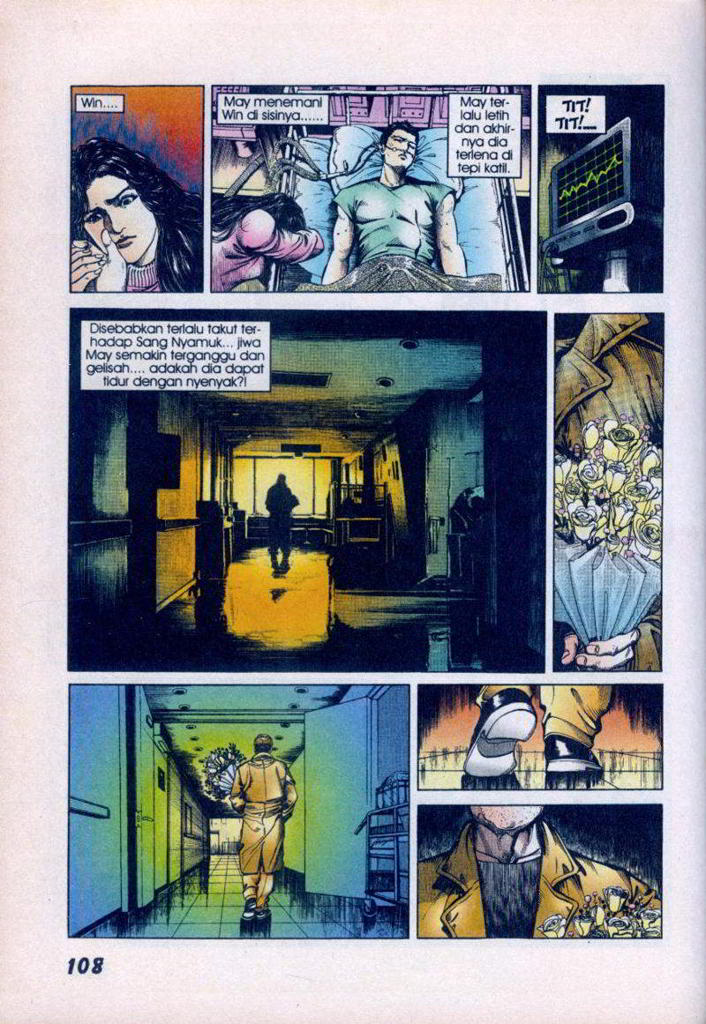 Win....
May menemani
Win di sisinya......
May ter-
lalu letih
dan akhir-
nya dia
terlena di
tepi katil.
TIT!
TIT!....
Disebabkan terlalu takut ter-
hadap Sang Nyamuk... jiwa
May semakin terganggu dan
gelisah.... adakah dia dapat
tidur dengan nyenyak?!
108